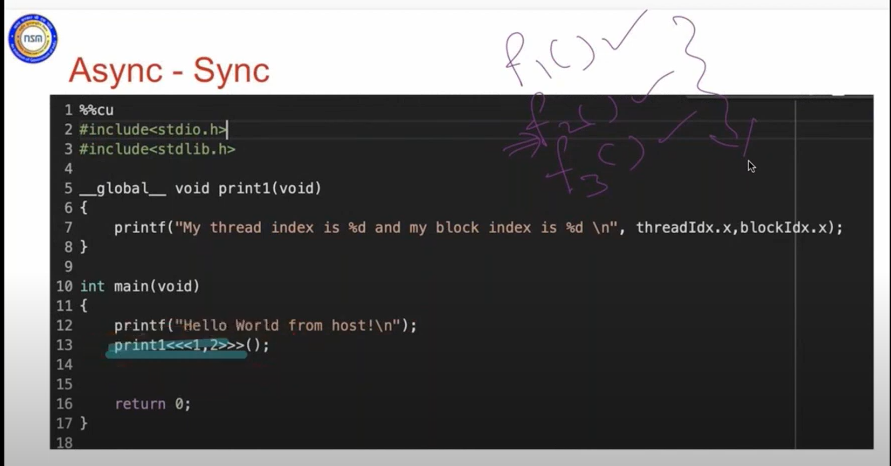 nsm
Async - Sync
f1() ✓
f2() ✓
f3() ✓
1 %%cu
2 #include<stdio.h>
3 #include<stdlib.h>
4
5 __global__ void print1(void)
6 {
7 printf("My thread index is %d and my block index is %d \n", threadIdx.x,blockIdx.x);
8 }
9
10 int main(void)
11 {
12 printf("Hello World from host!\n");
13 print1<<<1,2>>>();
14
15
16 return 0;
17 }
18